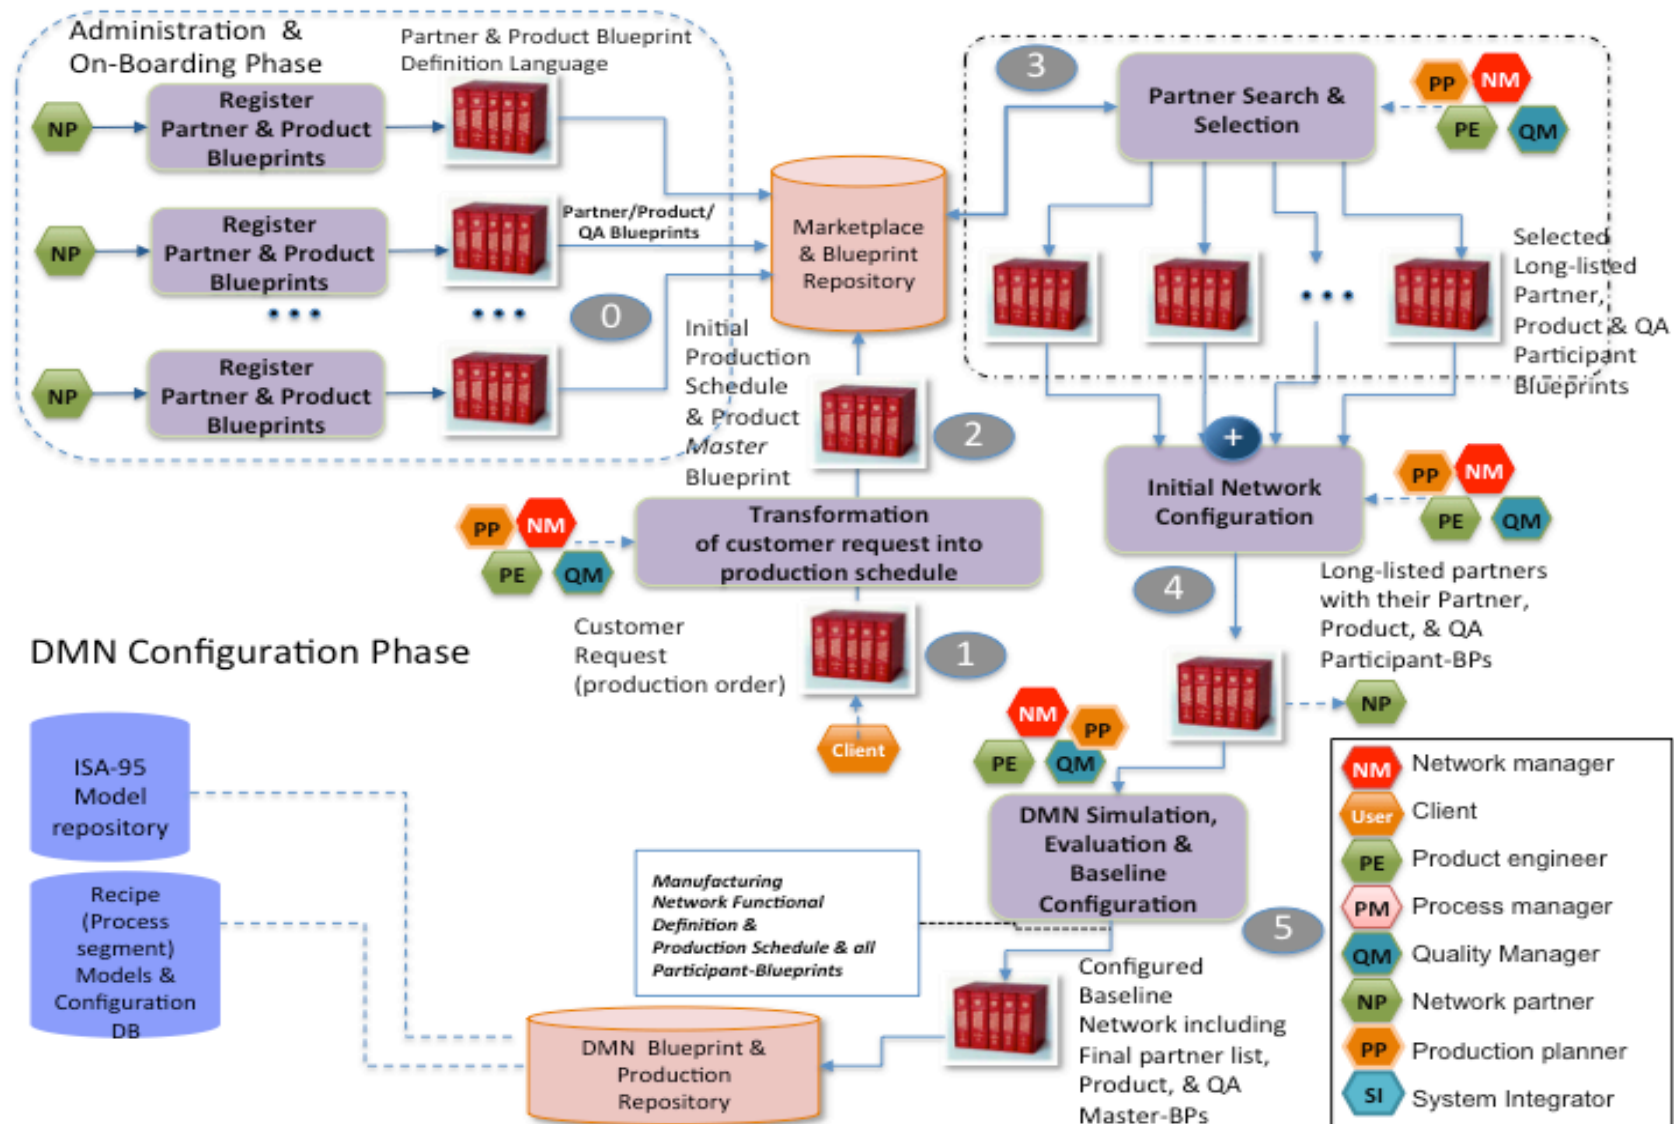 Administration &
On-Boarding Phase
Partner & Product Blueprint
Definition Language
NP
Register
Partner & Product
Blueprints
NP
Register
Partner & Product
Blueprints
Partner/Product/
QA Blueprints
• • •
• • •
0
NP
Register
Partner & Product
Blueprints
Marketplace
& Blueprint
Repository
3
Partner Search &
Selection
PP
NM
PE
QM
• • •
Selected
Long-listed
Partner,
Product & QA
Participant
Blueprints
Initial
Production
Schedule
& Product
Master
Blueprint
2
+
Initial Network
Configuration
PP
NM
PE
QM
PP
NM
PE
QM
Transformation
of customer request into
production schedule
4
Long-listed partners
with their Partner,
Product, & QA
Participant-BPs
NP
Customer
Request
(production order)
1
Client
DMN Configuration Phase
ISA-95
Model
repository
Recipe
(Process
segment)
Models &
Configuration
DB
NM
PP
PE
QM
DMN Simulation,
Evaluation &
Baseline
Configuration
5
Manufacturing
Network Functional
Definition &
Production Schedule & all
Participant-Blueprints
Configured
Baseline
Network including
Final partner list,
Product, & QA
Master-BPs
DMN Blueprint &
Production
Repository
NM Network manager
User Client
PE Product engineer
PM Process manager
QM Quality Manager
NP Network partner
PP Production planner
SI System Integrator